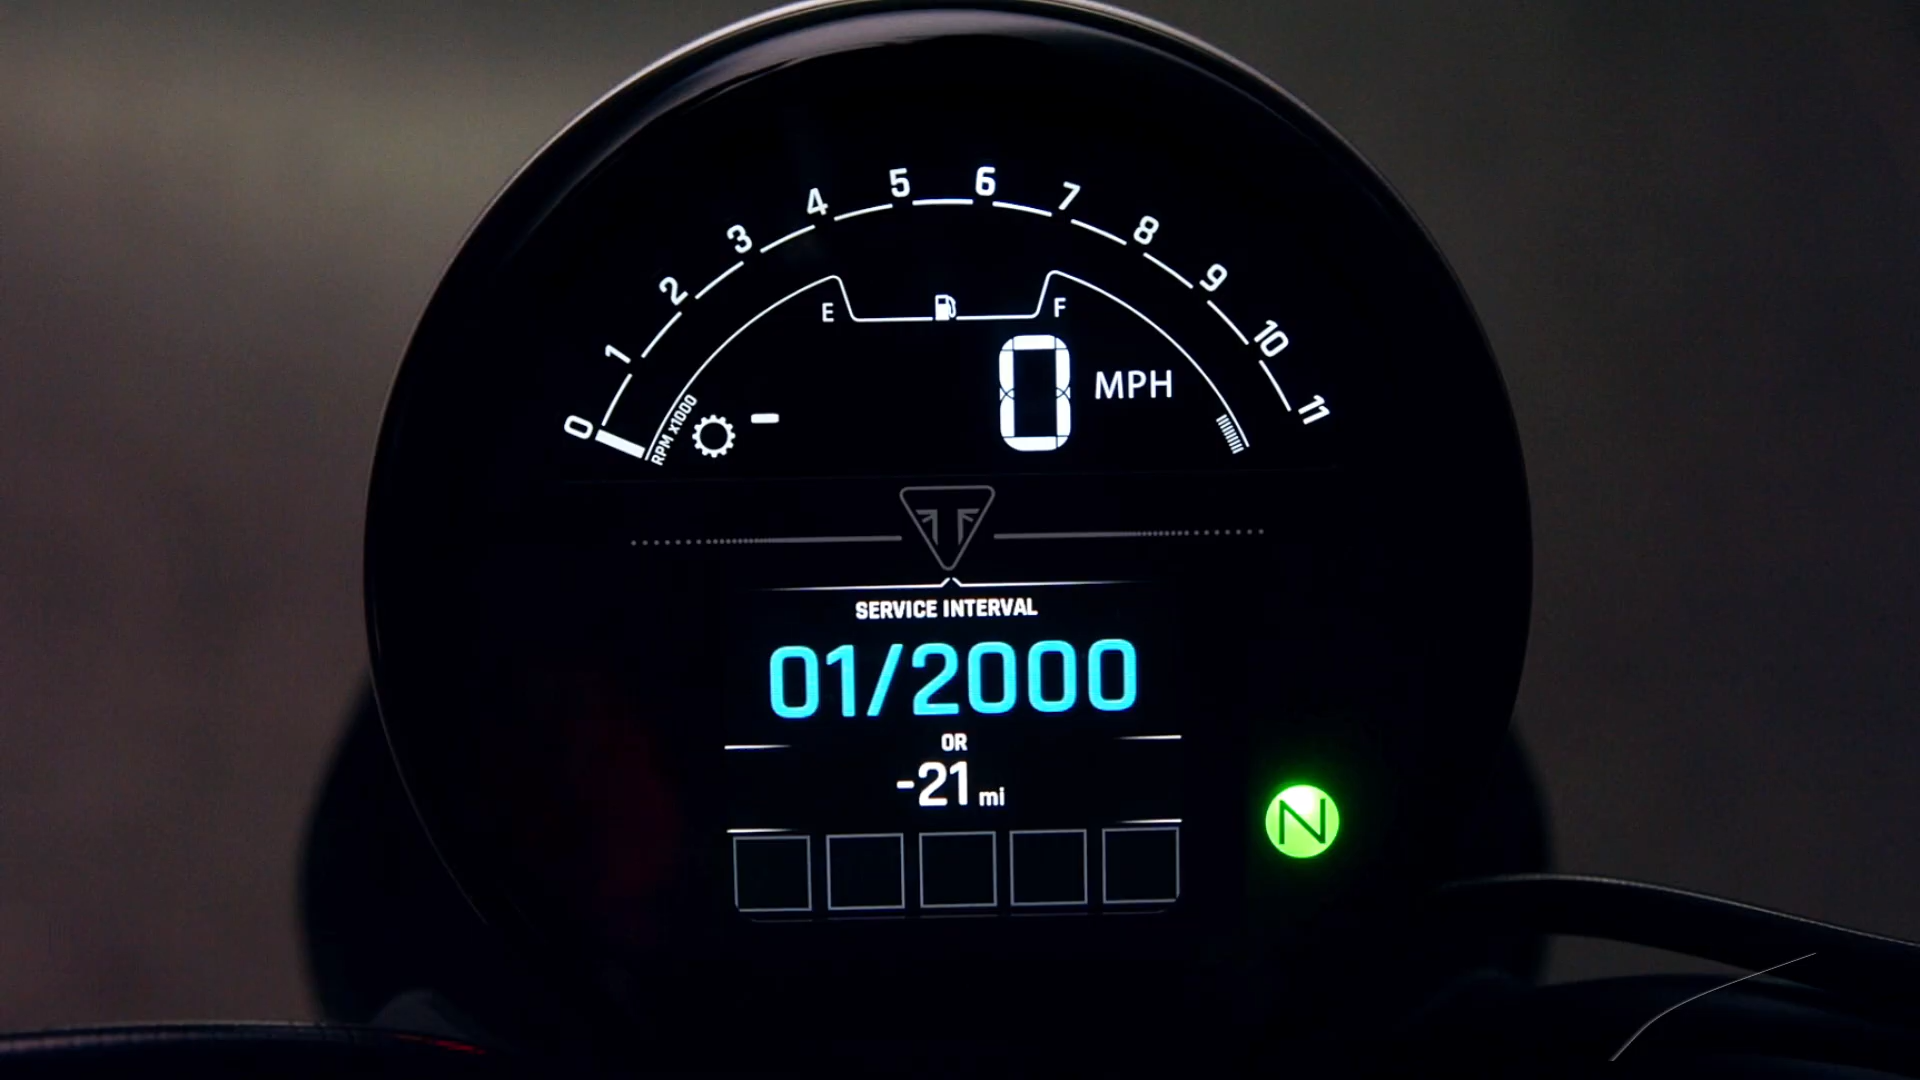 0 1 2 3 4 5 6 7 8 9 10 11
E F
RPM x1000
- 0 MPH
SERVICE INTERVAL
01/2000
OR
-21 mi
N